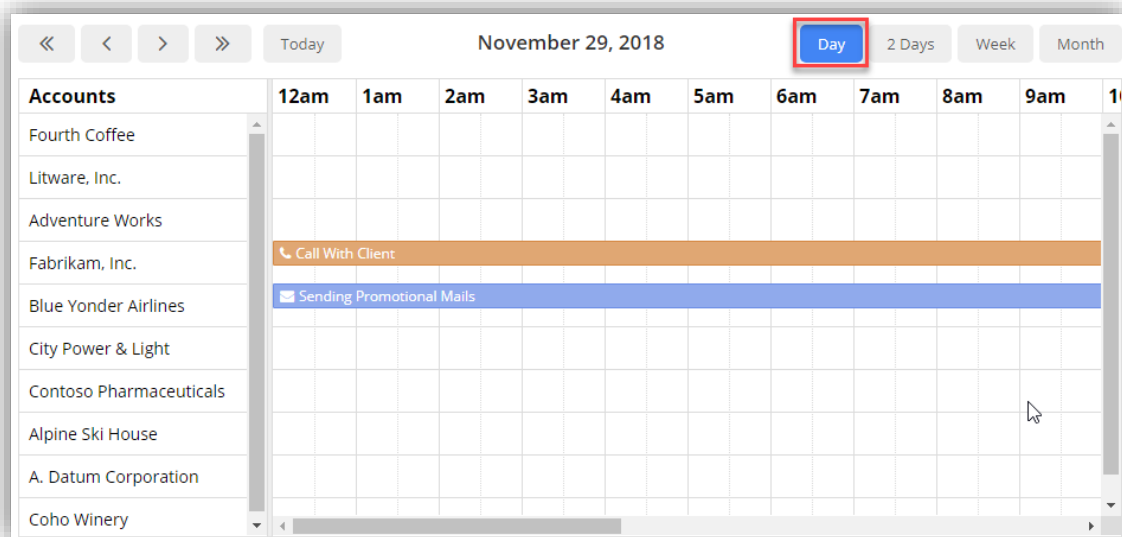 Today November 29, 2018 Day 2 Days Week Month
Accounts 12am 1am 2am 3am 4am 5am 6am 7am 8am 9am
Fourth Coffee
Litware, Inc.
Adventure Works
Fabrikam, Inc. Call With Client
Blue Yonder Airlines Sending Promotional Mails
City Power & Light
Contoso Pharmaceuticals
Alpine Ski House
A. Datum Corporation
Coho Winery